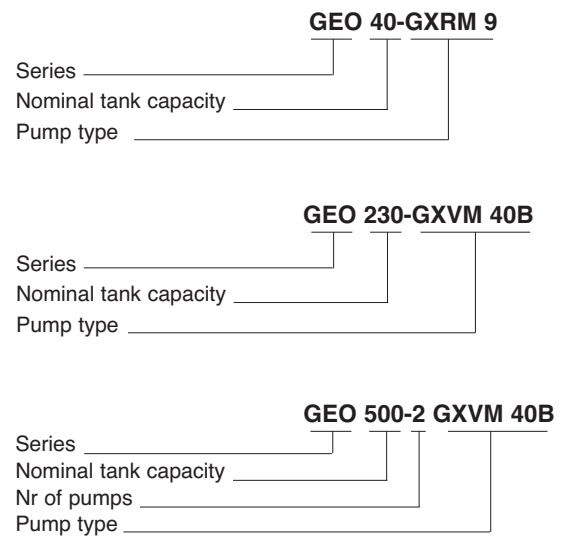 GEO 40-GXRM 9
Series
Nominal tank capacity
Pump type
GEO 230-GXVM 40B
Series
Nominal tank capacity
Pump type
GEO 500-2 GXVM 40B
Series
Nominal tank capacity
Nr of pumps
Pump type